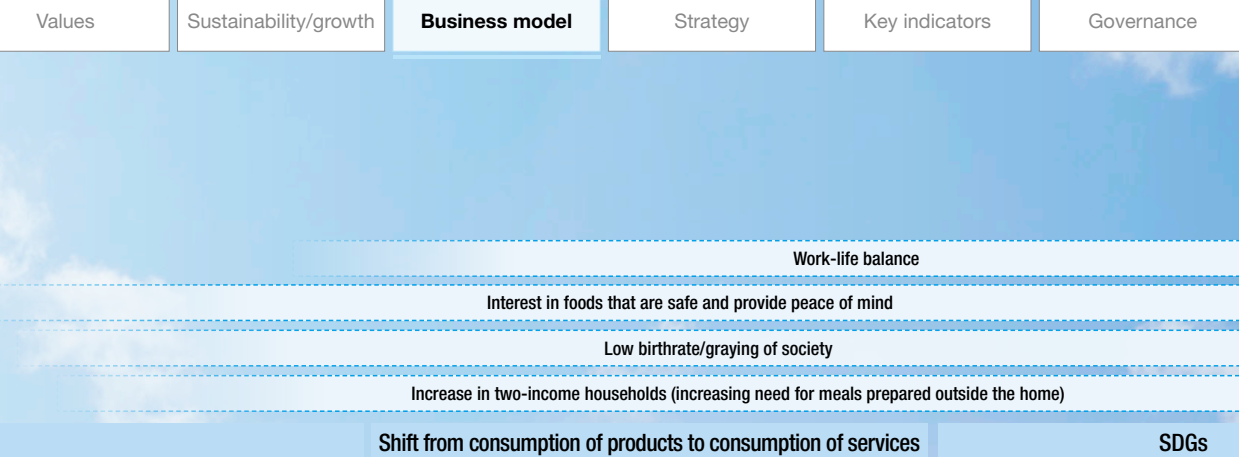 Values
Sustainability/growth
Business model
Strategy
Key indicators
Governance
Work-life balance
Interest in foods that are safe and provide peace of mind
Low birthrate/graying of society
Increase in two-income households (increasing need for meals prepared outside the home)
Shift from consumption of products to consumption of services
SDGs